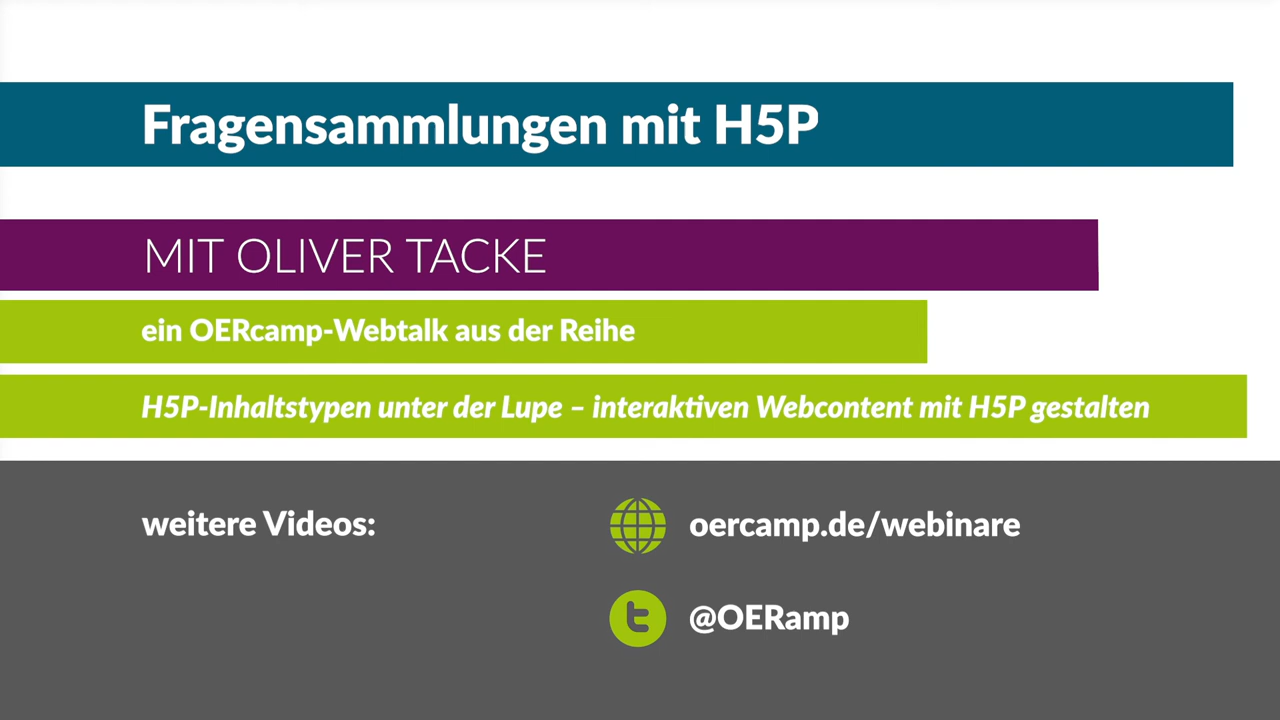 Fragensammlungen mit H5P
MIT OLIVER TACKE
ein OERcamp-Webtalk aus der Reihe
H5P-Inhaltstypen unter der Lupe – interaktiven Webcontent mit H5P gestalten
weitere Videos:
oercamp.de/webinare
@OERamp